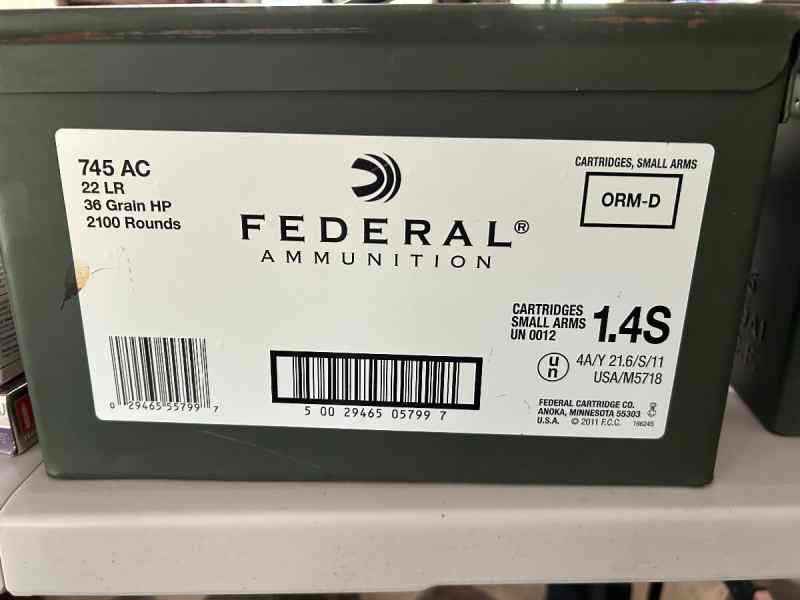 745 AC
22 LR
36 Grain HP
2100 Rounds
FEDERAL®
AMMUNITION
CARTRIDGES, SMALL ARMS
ORM-D
CARTRIDGES
SMALL ARMS
UN 0012
1.4S
un
4A/Y 21.6/S/11
USA/M5718
0 29465 55799 7
5 00 29465 05799 7
FEDERAL CARTRIDGE CO.
ANOKA, MINNESOTA 55303
U.S.A. © 2011 F.C.C. 166245